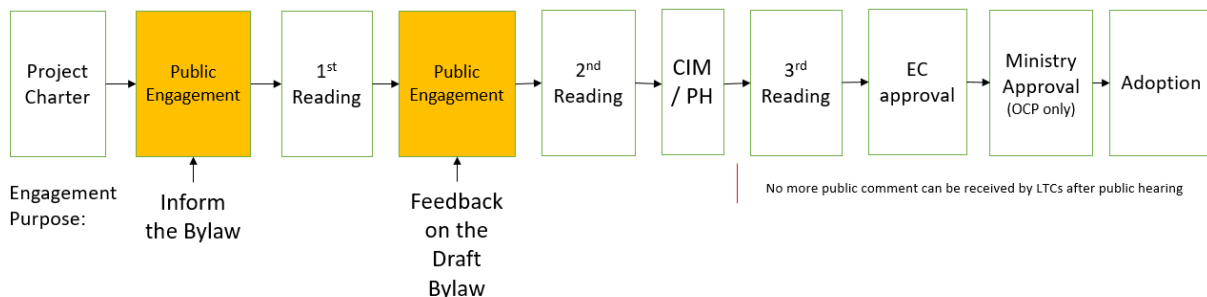 Project
Charter
Public
Engagement
1st
Reading
Public
Engagement
2nd
Reading
CIM
/ PH
3rd
Reading
EC
approval
Ministry
Approval
(OCP only)
Adoption
Engagement
Purpose:
Inform
the Bylaw
Feedback
on the
Draft
Bylaw
No more public comment can be received by LTCs after public hearing